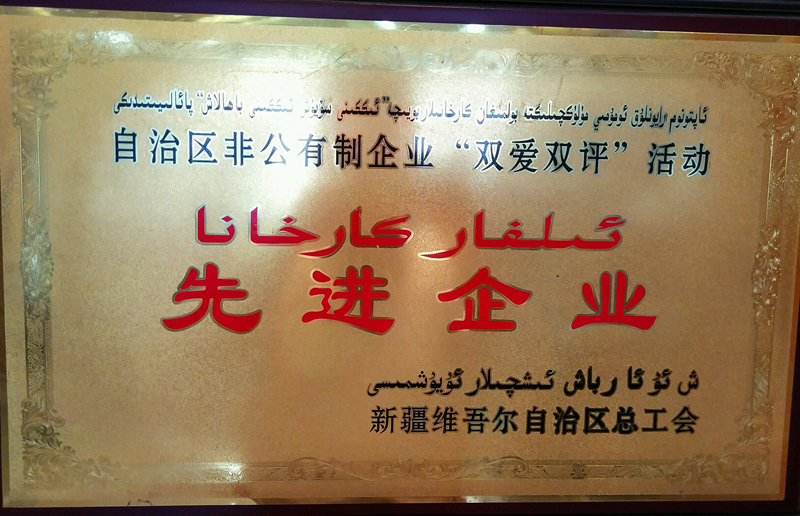 ئاپتونوم رايونلۇق ئومۇمىي مۈلۈكچىلىكتە بولمىغان كارخانىلار بويىچە "ئىككىنى سۆيۈش ئىككىنى باھالاش" پائالىيىتىدىكى
自治区非公有制企业“双爱双评”活动
ئىلغار كارخانا
先进企业
ش ئۇ ئا ر باش ئىشچىلار ئۇيۇشمىسى
新疆维吾尔自治区总工会